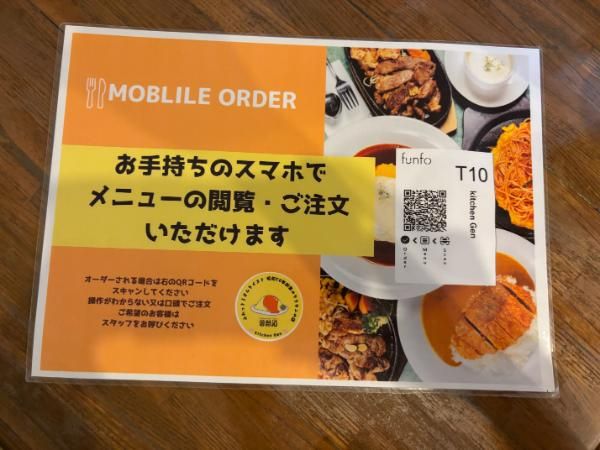 MOBLILE ORDER
お手持ちのスマホで
メニューの閲覧・ご注文
いただけます
オーダーされる場合は右のQRコードを
スキャンしてください
操作がわからない又は口頭でご注文
ご希望のお客様は
スタッフをお呼びください
Kitchen Gen
funfo
T10
kitchen Gen
Scan
Menu
Order